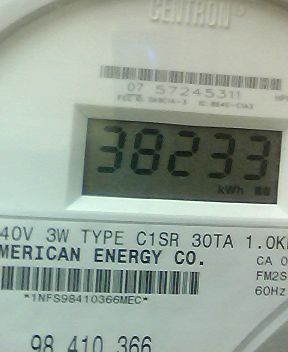 CENTRON®
07 57245311
38233
kWh
40V 3W TYPE C1SR 30TA 1.0K
MERICAN ENERGY CO.
CA 0
FM2S
60Hz
*1NFS98410366MEC*
98 410 366